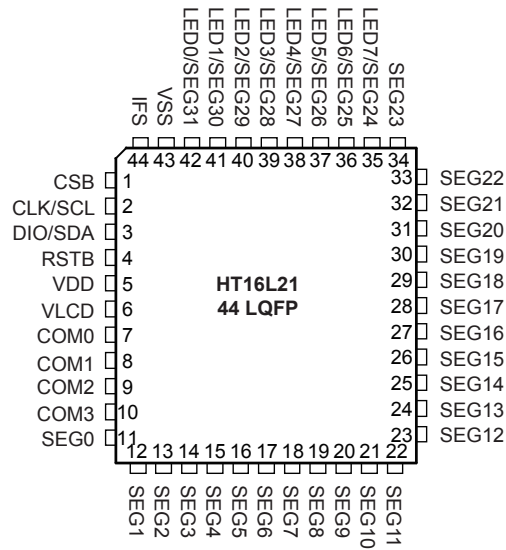 LED0/SEG31
LED1/SEG30
LED2/SEG29
LED3/SEG28
LED4/SEG27
LED5/SEG26
LED6/SEG25
LED7/SEG24
SEG23
IFS
VSS
44 43 42 41 40 39 38 37 36 35 34
CSB 1
CLK/SCL 2
DIO/SDA 3
RSTB 4
VDD 5
VLCD 6
COM0 7
COM1 8
COM2 9
COM3 10
SEG0 11
HT16L21
44 LQFP
33 SEG22
32 SEG21
31 SEG20
30 SEG19
29 SEG18
28 SEG17
27 SEG16
26 SEG15
25 SEG14
24 SEG13
23 SEG12
12 13 14 15 16 17 18 19 20 21 22
SEG1
SEG2
SEG3
SEG4
SEG5
SEG6
SEG7
SEG8
SEG9
SEG10
SEG11